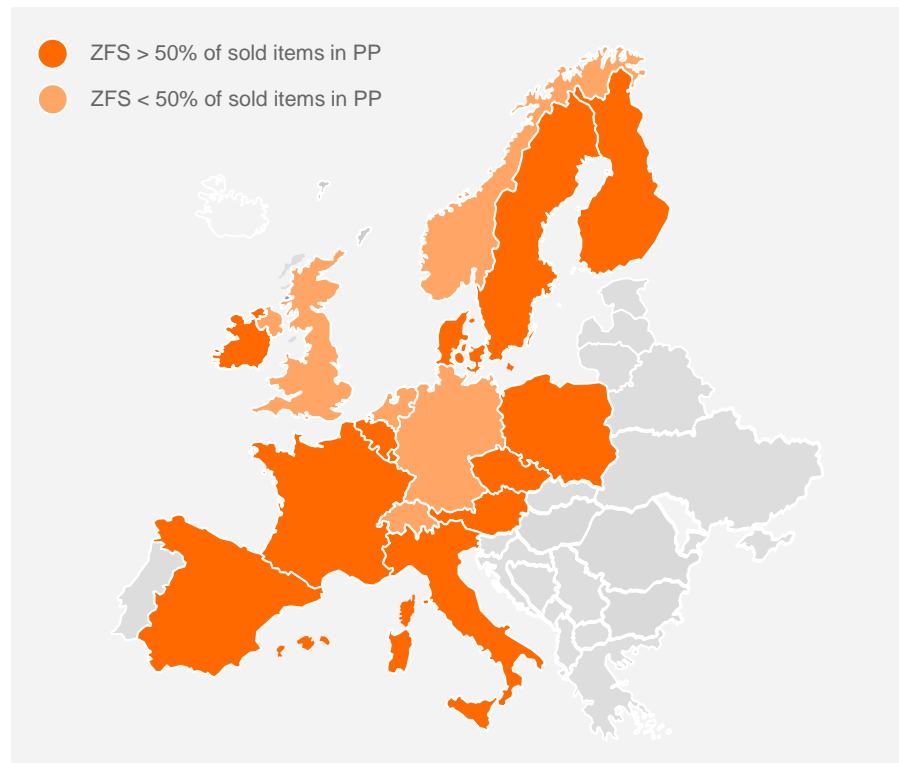 ZFS > 50% of sold items in PP
ZFS < 50% of sold items in PP